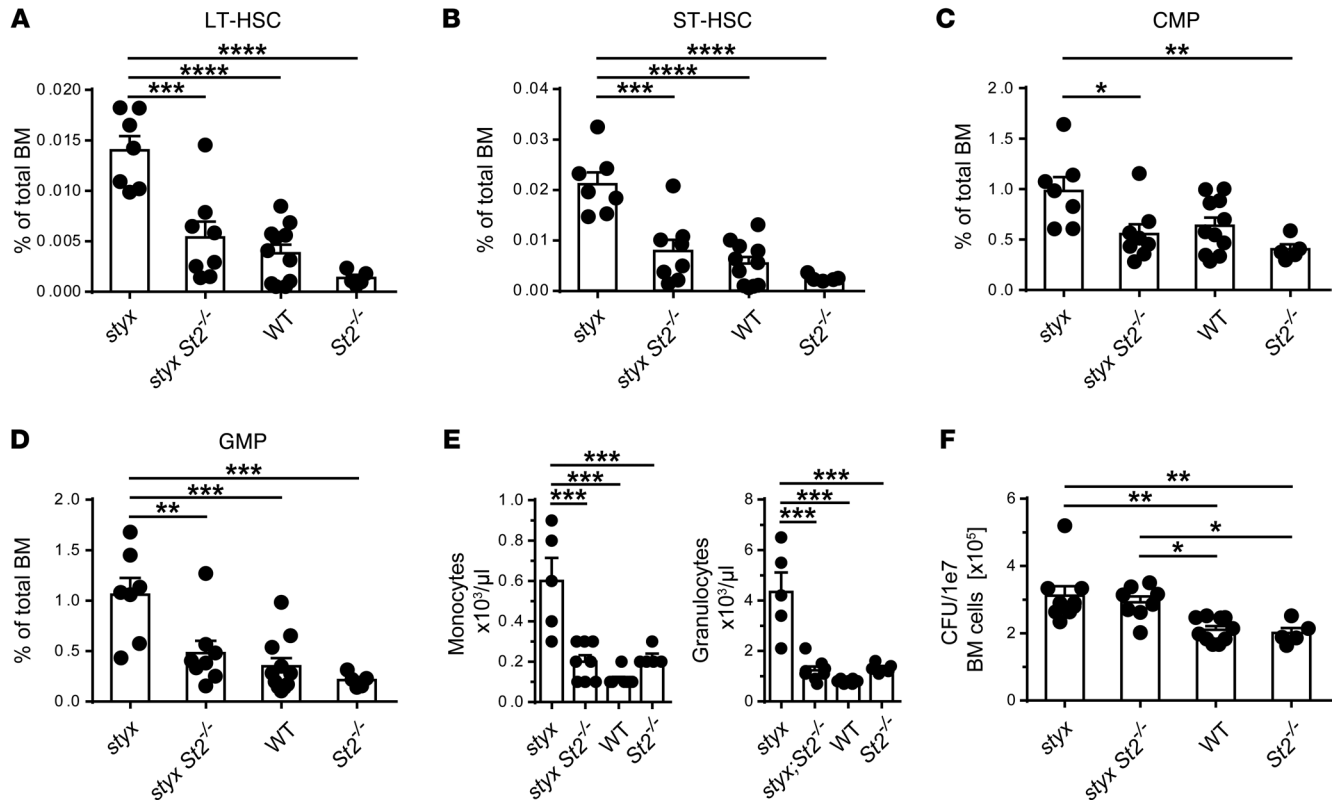 A
LT-HSC
****
****
***
% of total BM
0.020
0.015
0.010
0.005
0.000
styx
styx St2-/-
WT
St2-/-
B
ST-HSC
****
****
***
% of total BM
0.04
0.03
0.02
0.01
0.00
styx
styx St2-/-
WT
St2-/-
C
CMP
**
*
% of total BM
2.0
1.5
1.0
0.5
0.0
styx
styx St2-/-
WT
St2-/-
D
GMP
***
***
**
% of total BM
2.0
1.5
1.0
0.5
0.0
styx
styx St2-/-
WT
St2-/-
E
***
***
***
Monocytes
x10³/µl
1.0
0.8
0.6
0.4
0.2
0.0
styx
styx St2-/-
WT
St2-/-
***
***
***
Granulocytes
x10³/µl
8
6
4
2
0
styx
styx;St2-/-
WT
St2-/-
F
**
**
*
*
CFU/1e7
BM cells [x10⁵]
6
4
2
0
styx
styx St2-/-
WT
St2-/-